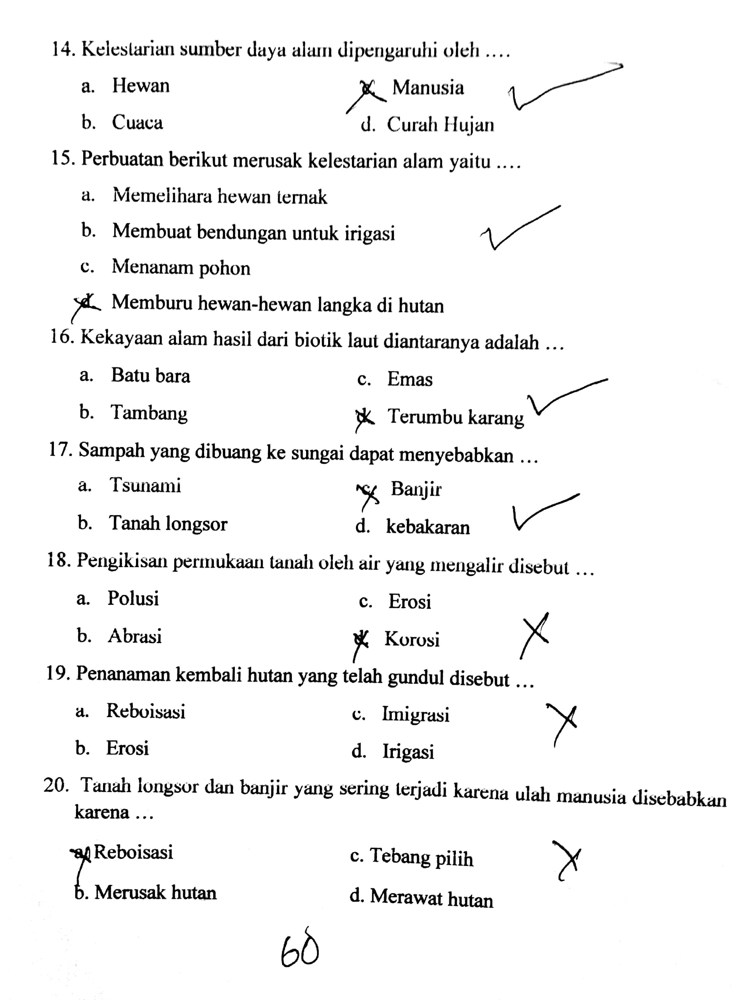 14. Kelestarian sumber daya alam dipengaruhi oleh ....
a. Hewan
c. Manusia
b. Cuaca
d. Curah Hujan
15. Perbuatan berikut merusak kelestarian alam yaitu ....
a. Memelihara hewan ternak
b. Membuat bendungan untuk irigasi
c. Menanam pohon
d. Memburu hewan-hewan langka di hutan
16. Kekayaan alam hasil dari biotik laut diantaranya adalah ...
a. Batu bara
c. Emas
b. Tambang
d. Terumbu karang
17. Sampah yang dibuang ke sungai dapat menyebabkan ...
a. Tsunami
c. Banjir
b. Tanah longsor
d. kebakaran
18. Pengikisan permukaan tanah oleh air yang mengalir disebut ...
a. Polusi
c. Erosi
b. Abrasi
d. Korosi
19. Penanaman kembali hutan yang telah gundul disebut ...
a. Reboisasi
c. Imigrasi
b. Erosi
d. Irigasi
20. Tanah longsor dan banjir yang sering terjadi karena ulah manusia disebabkan
karena ...
a. Reboisasi
c. Tebang pilih
b. Merusak hutan
d. Merawat hutan
60